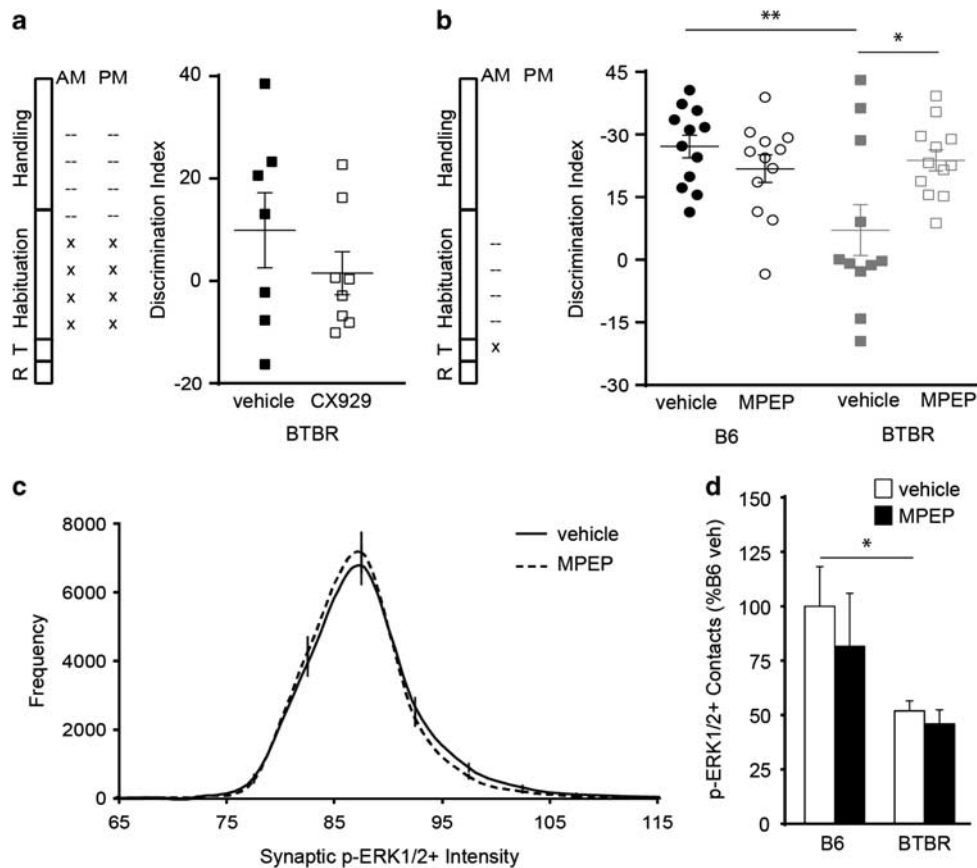 a
AM PM
Handling
-- --
-- --
-- --
-- --
Habituation
x x
x x
x x
x x
T
R
Discrimination Index
40
20
0
-20
vehicle CX929
BTBR
b
AM PM
Handling
Habituation
--
--
--
--
T
x
R
Discrimination Index
** *
45
-30
-15
15
0
-15
-30
vehicle MPEP vehicle MPEP
B6 BTBR
c
Frequency
8000
6000
4000
2000
0
65 75 85 95 105 115
Synaptic p-ERK1/2+ Intensity
vehicle
MPEP
d
vehicle
MPEP
p-ERK1/2+ Contacts (%B6 veh)
*
150
125
100
75
50
25
0
B6 BTBR